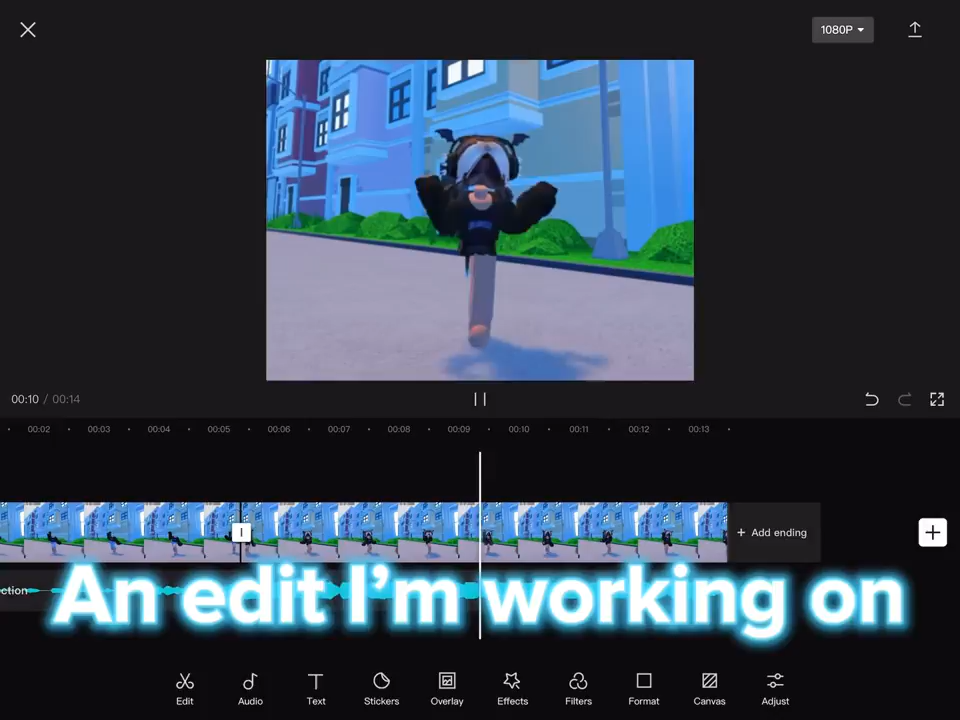 1080P
00:10 / 00:14
00:02 00:03 00:04 00:05 00:06 00:07 00:08 00:09 00:10 00:11 00:12 00:13
+ Add ending
ction
An edit I'm working on
Edit Audio Text Stickers Overlay Effects Filters Format Canvas Adjust